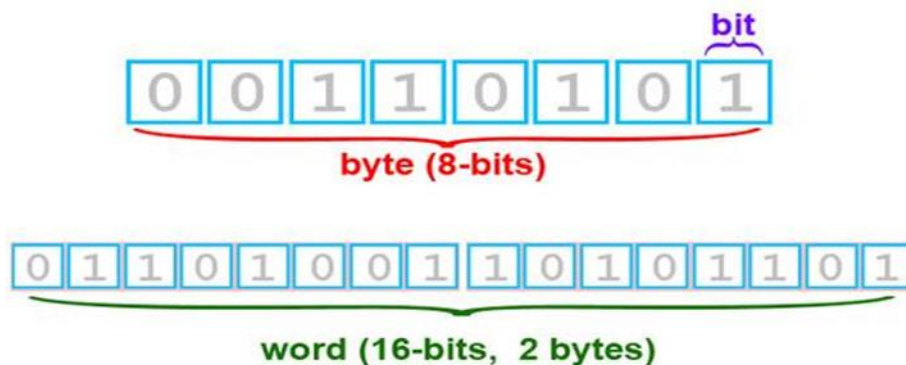 bit
0 0 1 1 0 1 0 1
byte (8-bits)
0 1 1 0 1 0 0 1 1 0 1 0 1 1 0 1
word (16-bits, 2 bytes)